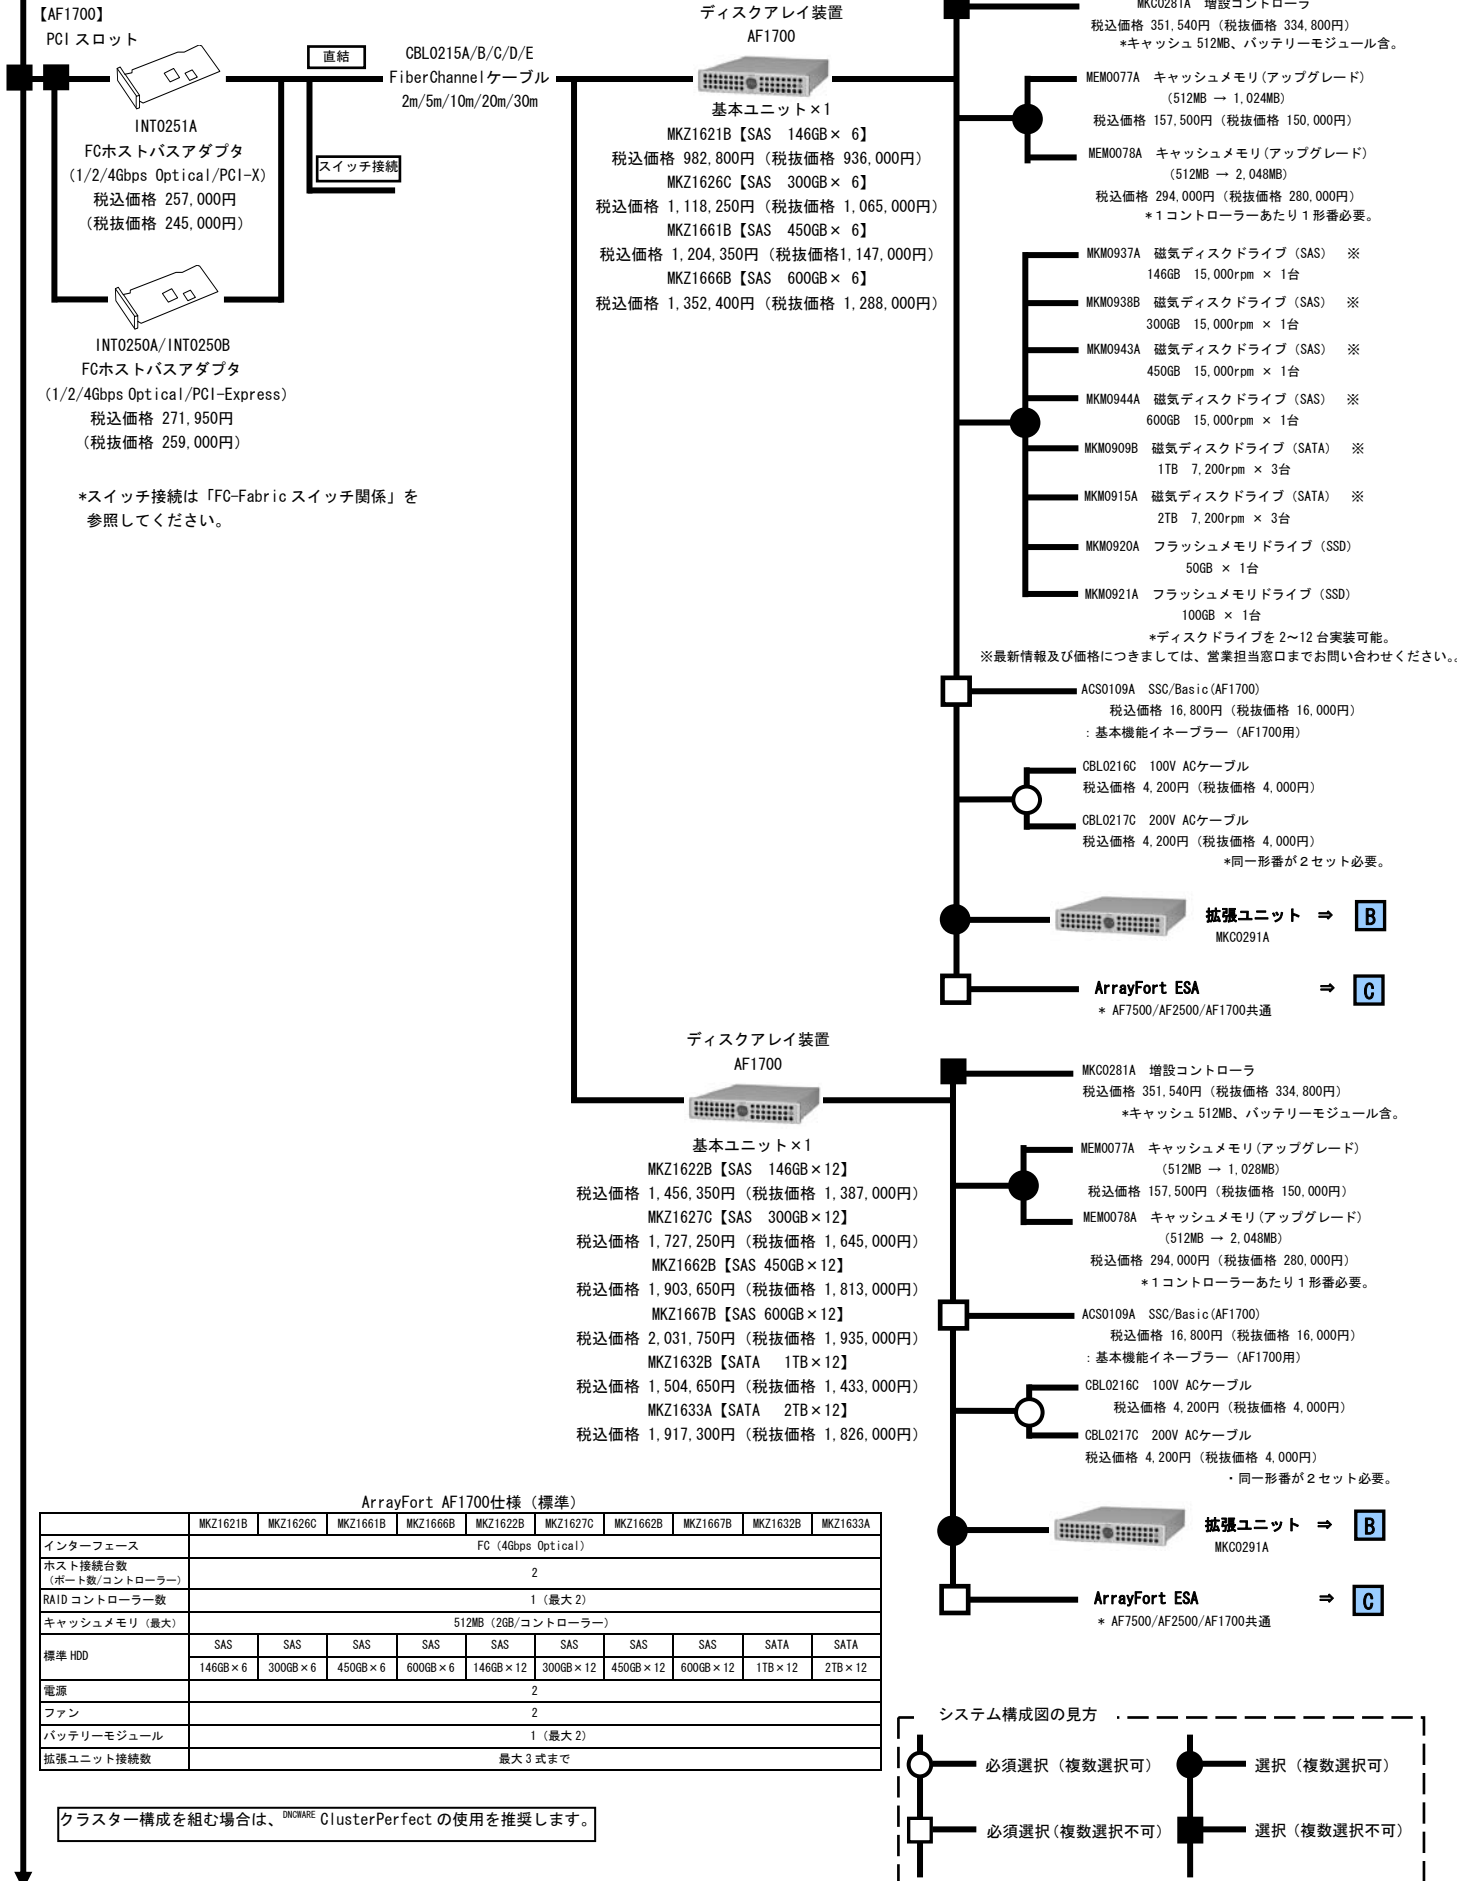 【AF1700】
PCI スロット
INT0251A
FCホストバスアダプタ
(1/2/4Gbps Optical/PCI-X)
税込価格 257,000円
(税抜価格 245,000円)
INT0250A/INT0250B
FCホストバスアダプタ
(1/2/4Gbps Optical/PCI-Express)
税込価格 271,950円
(税抜価格 259,000円)
*スイッチ接続は「FC-Fabric スイッチ関係」を
参照してください。
直結
スイッチ接続
CBL0215A/B/C/D/E
FiberChannelケーブル
2m/5m/10m/20m/30m
ディスクアレイ装置
AF1700
基本ユニット×1
MKZ1621B【SAS 146GB× 6】
税込価格 982,800円 (税抜価格 936,000円)
MKZ1626C【SAS 300GB× 6】
税込価格 1,118,250円 (税抜価格 1,065,000円)
MKZ1661B【SAS 450GB× 6】
税込価格 1,204,350円 (税抜価格1,147,000円)
MKZ1666B【SAS 600GB× 6】
税込価格 1,352,400円 (税抜価格 1,288,000円)
MKC0281A 増設コントローラ
税込価格 351,540円 (税抜価格 334,800円)
*キャッシュ 512MB、バッテリーモジュール含。
MEM0077A キャッシュメモリ(アップグレード)
(512MB → 1,024MB)
税込価格 157,500円 (税抜価格 150,000円)
MEM0078A キャッシュメモリ(アップグレード)
(512MB → 2,048MB)
税込価格 294,000円 (税抜価格 280,000円)
*1コントローラーあたり1形番必要。
MKM0937A 磁気ディスクドライブ (SAS) ※
146GB 15,000rpm × 1台
MKM0938B 磁気ディスクドライブ (SAS) ※
300GB 15,000rpm × 1台
MKM0943A 磁気ディスクドライブ (SAS) ※
450GB 15,000rpm × 1台
MKM0944A 磁気ディスクドライブ (SAS) ※
600GB 15,000rpm × 1台
MKM0909B 磁気ディスクドライブ (SATA) ※
1TB 7,200rpm × 3台
MKM0915A 磁気ディスクドライブ (SATA) ※
2TB 7,200rpm × 3台
MKM0920A フラッシュメモリドライブ (SSD)
50GB × 1台
MKM0921A フラッシュメモリドライブ (SSD)
100GB × 1台
*ディスクドライブを 2～12 台実装可能。
※最新情報及び価格につきましては、営業担当窓口までお問い合わせください。。
ACS0109A SSC/Basic(AF1700)
税込価格 16,800円 (税抜価格 16,000円)
:基本機能イネーブラー (AF1700用)
CBL0216C 100V ACケーブル
税込価格 4,200円 (税抜価格 4,000円)
CBL0217C 200V ACケーブル
税込価格 4,200円 (税抜価格 4,000円)
*同一形番が2セット必要。
拡張ユニット ⇒ B
MKC0291A
ArrayFort ESA ⇒ C
* AF7500/AF2500/AF1700共通
ディスクアレイ装置
AF1700
基本ユニット×1
MKZ1622B【SAS 146GB×12】
税込価格 1,456,350円 (税抜価格 1,387,000円)
MKZ1627C【SAS 300GB×12】
税込価格 1,727,250円 (税抜価格 1,645,000円)
MKZ1662B【SAS 450GB×12】
税込価格 1,903,650円 (税抜価格 1,813,000円)
MKZ1667B【SAS 600GB×12】
税込価格 2,031,750円 (税抜価格 1,935,000円)
MKZ1632B【SATA 1TB×12】
税込価格 1,504,650円 (税抜価格 1,433,000円)
MKZ1633A【SATA 2TB×12】
税込価格 1,917,300円 (税抜価格 1,826,000円)
MKC0281A 増設コントローラ
税込価格 351,540円 (税抜価格 334,800円)
*キャッシュ 512MB、バッテリーモジュール含。
MEM0077A キャッシュメモリ(アップグレード)
(512MB → 1,028MB)
税込価格 157,500円 (税抜価格 150,000円)
MEM0078A キャッシュメモリ(アップグレード)
(512MB → 2,048MB)
税込価格 294,000円 (税抜価格 280,000円)
*1コントローラーあたり1形番必要。
ACS0109A SSC/Basic(AF1700)
税込価格 16,800円 (税抜価格 16,000円)
:基本機能イネーブラー (AF1700用)
CBL0216C 100V ACケーブル
税込価格 4,200円 (税抜価格 4,000円)
CBL0217C 200V ACケーブル
税込価格 4,200円 (税抜価格 4,000円)
・同一形番が2セット必要。
拡張ユニット ⇒ B
MKC0291A
ArrayFort ESA ⇒ C
* AF7500/AF2500/AF1700共通
ArrayFort AF1700仕様 (標準)
MKZ1621B MKZ1626C MKZ1661B MKZ1666B MKZ1622B MKZ1627C MKZ1662B MKZ1667B MKZ1632B MKZ1633A
インターフェース FC (4Gbps Optical)
ホスト接続台数
(ポート数/コントローラー) 2
RAID コントローラー数 1 (最大 2)
キャッシュメモリ (最大) 512MB (2GB/コントローラー)
標準 HDD SAS SAS SAS SAS SAS SAS SAS SAS SATA SATA
146GB×6 300GB×6 450GB×6 600GB×6 146GB×12 300GB×12 450GB×12 600GB×12 1TB×12 2TB×12
電源 2
ファン 2
バッテリーモジュール 1 (最大 2)
拡張ユニット接続数 最大 3 式まで
クラスター構成を組む場合は、DNCWARE ClusterPerfect の使用を推奨します。
システム構成図の見方
必須選択 (複数選択可) 選択 (複数選択可)
必須選択(複数選択不可) 選択 (複数選択不可)